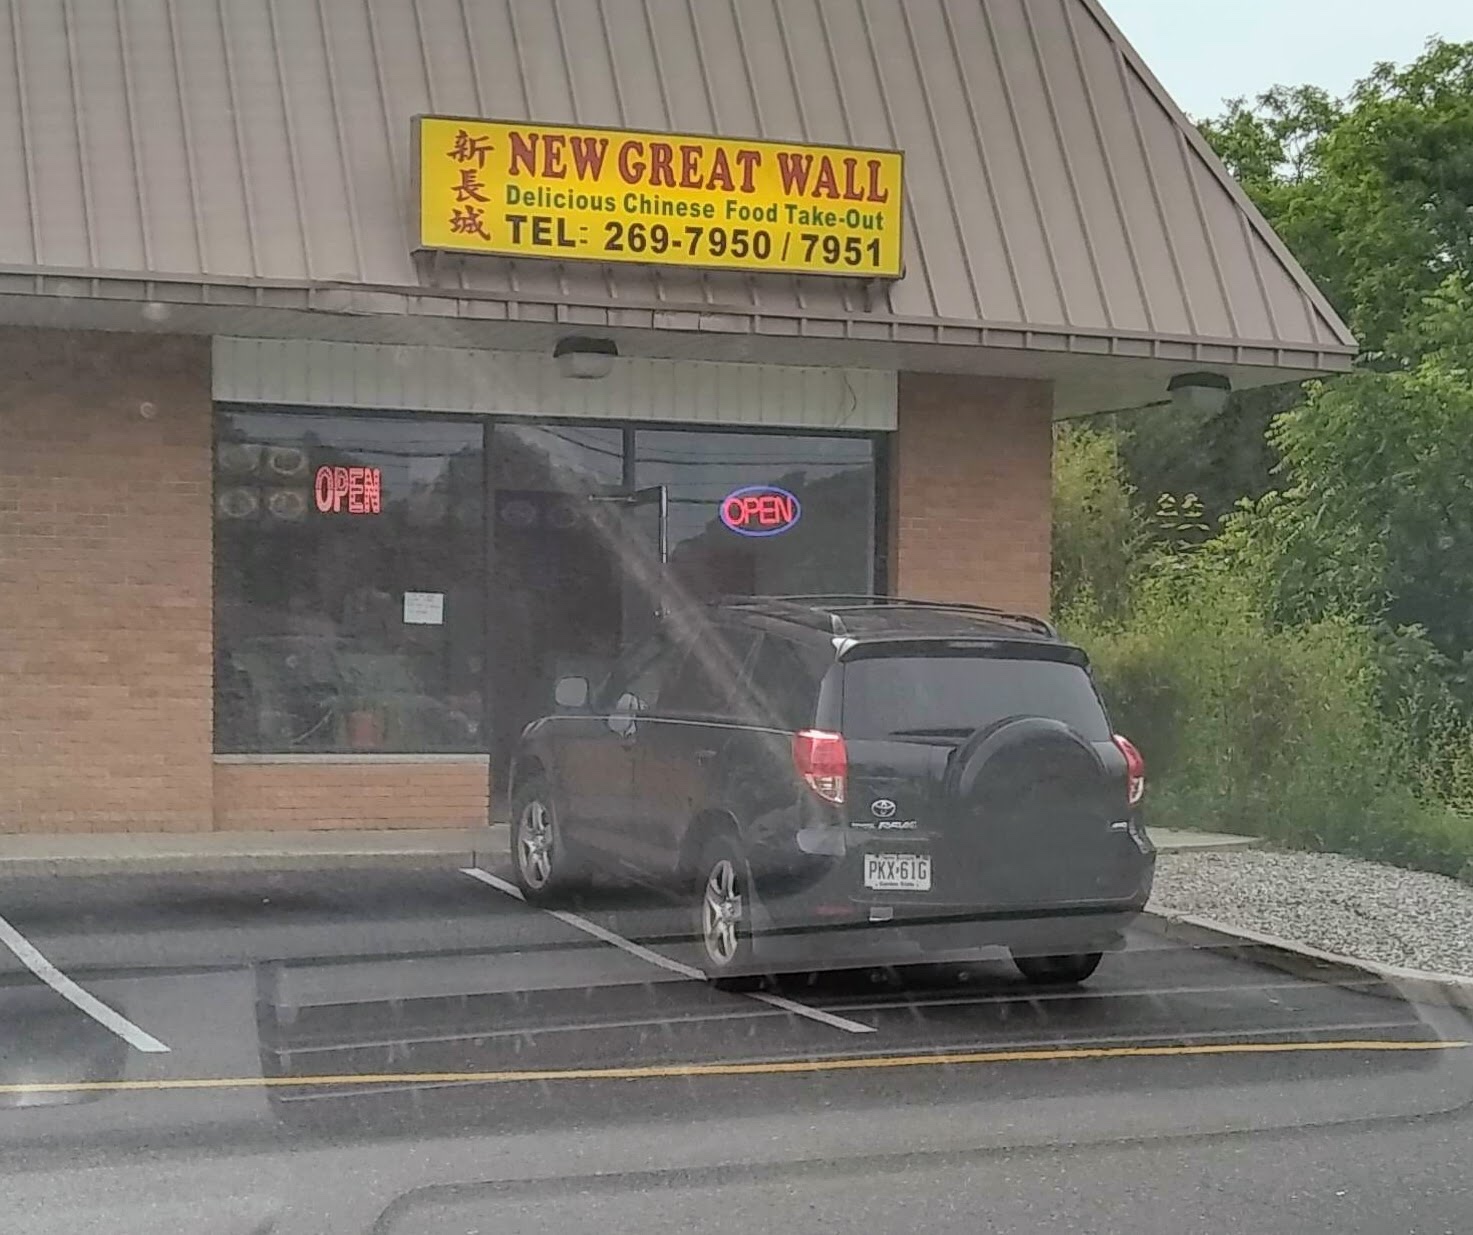 新長城
NEW GREAT WALL
Delicious Chinese Food Take-Out
TEL: 269-7950 / 7951
OPEN
OPEN
PKX 61G